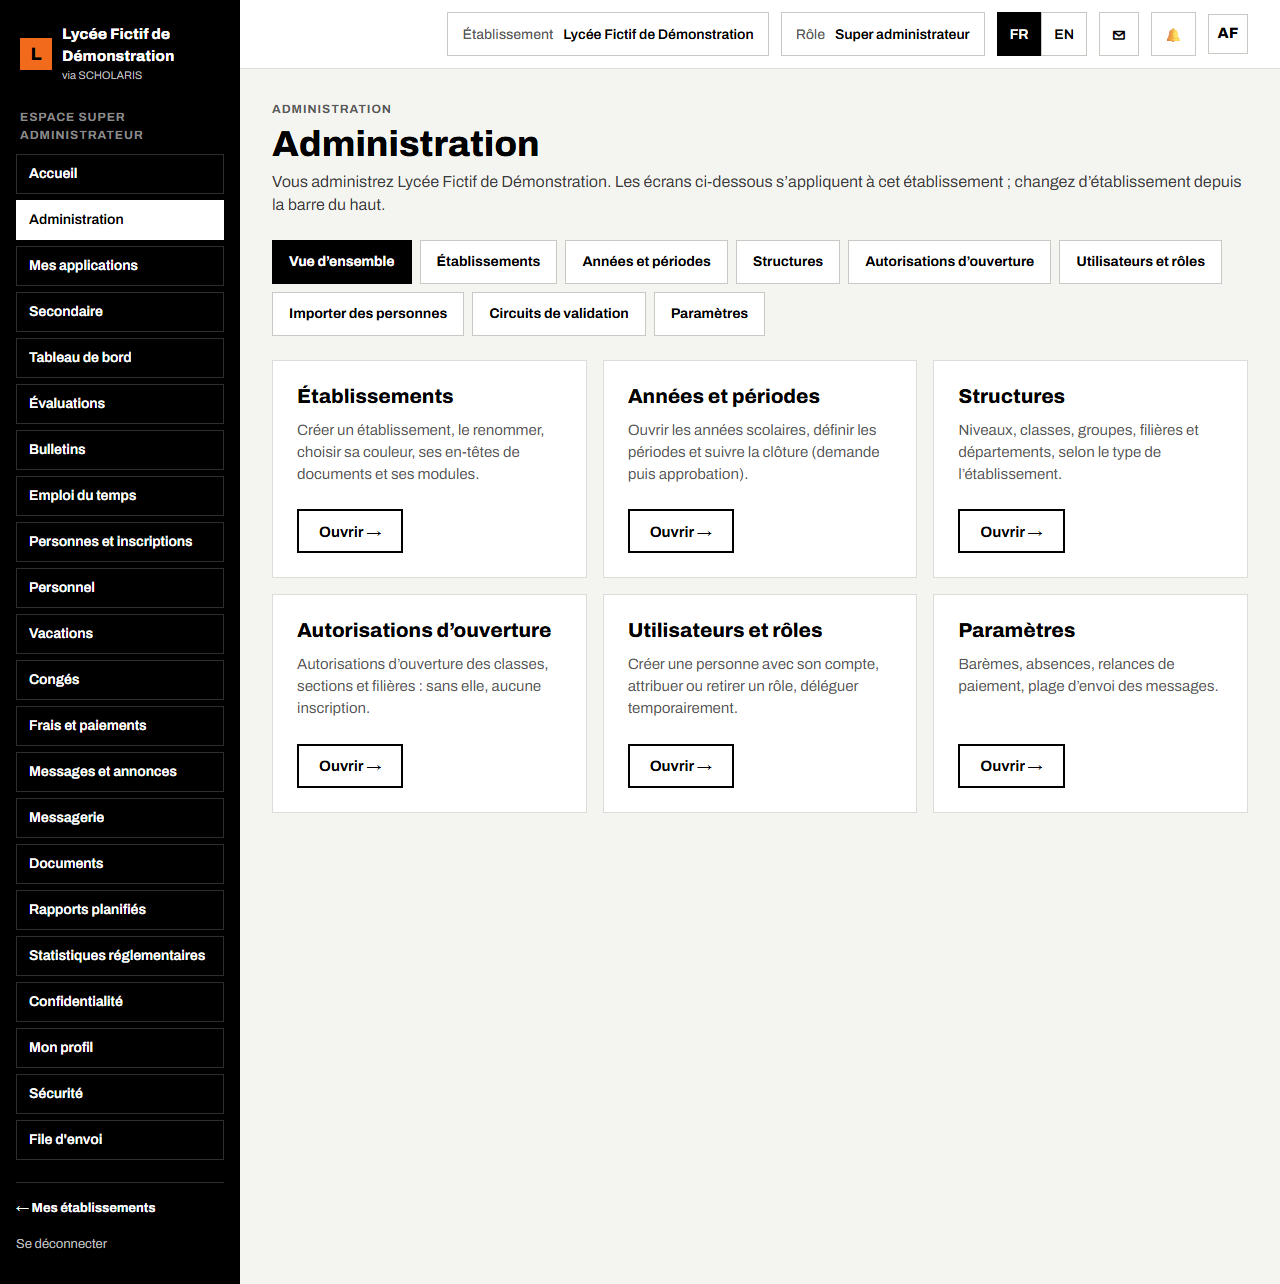 L
Lycée Fictif de
Démonstration
via SCHOLARIS
ESPACE SUPER
ADMINISTRATEUR
Accueil
Administration
Mes applications
Secondaire
Tableau de bord
Évaluations
Bulletins
Emploi du temps
Personnes et inscriptions
Personnel
Vacations
Congés
Frais et paiements
Messages et annonces
Messagerie
Documents
Rapports planifiés
Statistiques réglementaires
Confidentialité
Mon profil
Sécurité
File d'envoi
← Mes établissements
Se déconnecter
Établissement Lycée Fictif de Démonstration
Rôle Super administrateur
FR EN
AF
ADMINISTRATION
Administration
Vous administrez Lycée Fictif de Démonstration. Les écrans ci-dessous s’appliquent à cet établissement ; changez d’établissement depuis
la barre du haut.
Vue d’ensemble Établissements Années et périodes Structures Autorisations d’ouverture Utilisateurs et rôles
Importer des personnes Circuits de validation Paramètres
Établissements
Créer un établissement, le renommer,
choisir sa couleur, ses en-têtes de
documents et ses modules.
Ouvrir →
Années et périodes
Ouvrir les années scolaires, définir les
périodes et suivre la clôture (demande
puis approbation).
Ouvrir →
Structures
Niveaux, classes, groupes, filières et
départements, selon le type de
l’établissement.
Ouvrir →
Autorisations d’ouverture
Autorisations d’ouverture des classes,
sections et filières : sans elle, aucune
inscription.
Ouvrir →
Utilisateurs et rôles
Créer une personne avec son compte,
attribuer ou retirer un rôle, déléguer
temporairement.
Ouvrir →
Paramètres
Barèmes, absences, relances de
paiement, plage d’envoi des messages.
Ouvrir →